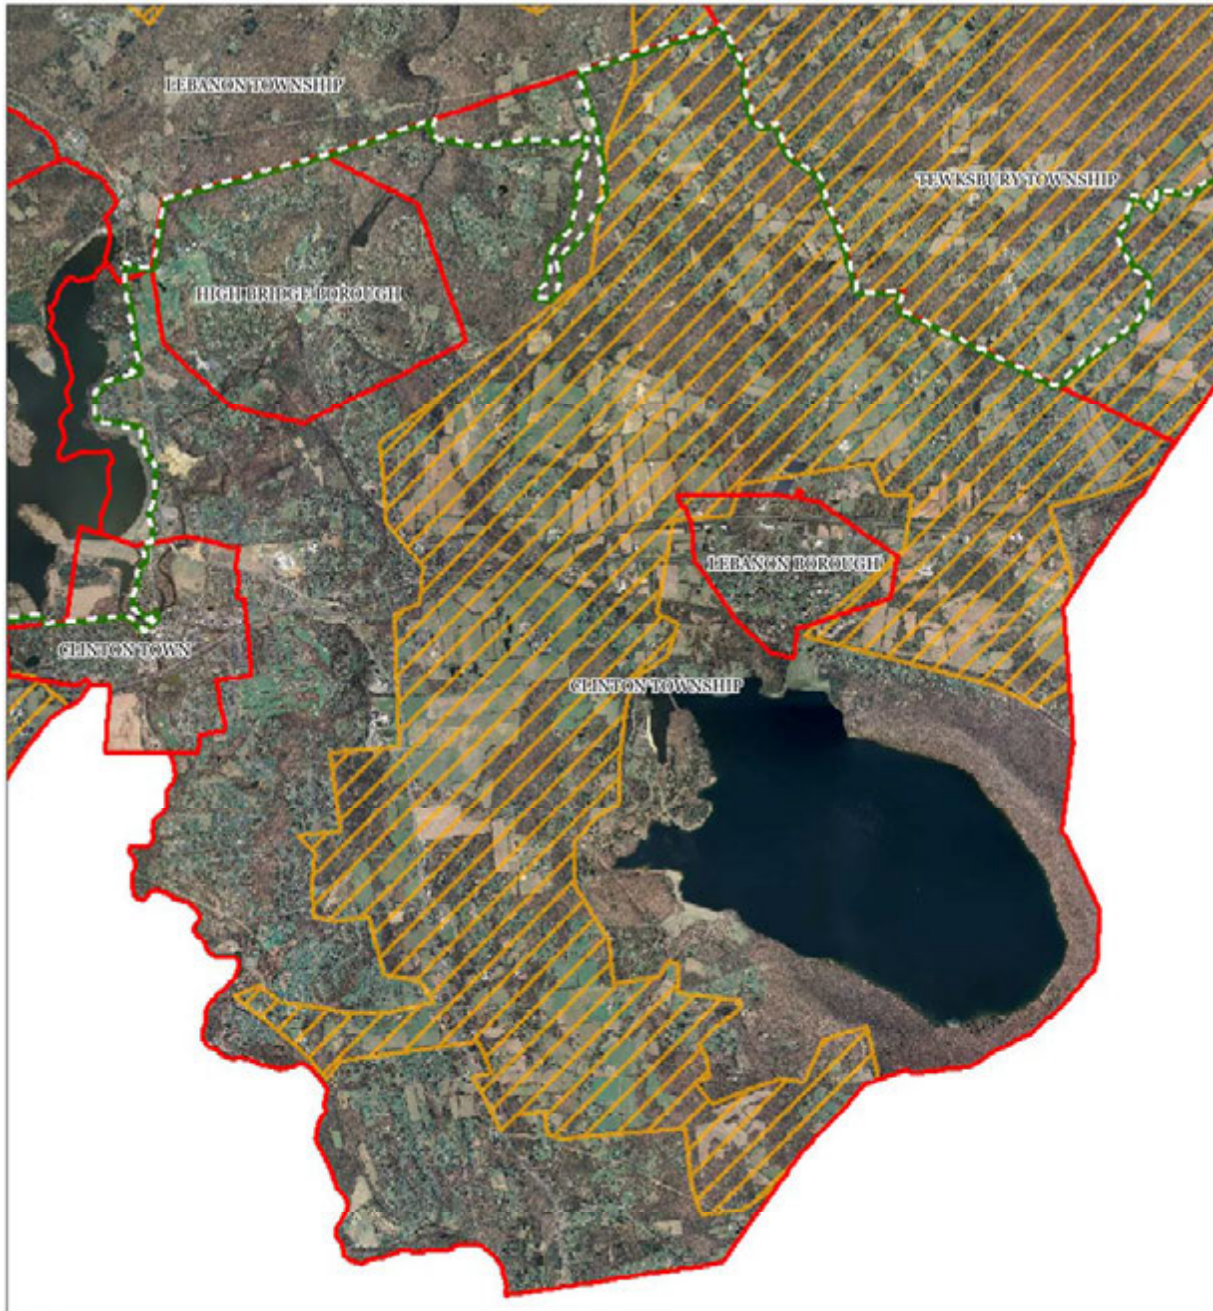 LEBANON TOWNSHIP
TEWKSBURY TOWNSHIP
HIGH BRIDGE BOROUGH
LEBANON BOROUGH
CLINTON TOWN
CLINTON TOWNSHIP